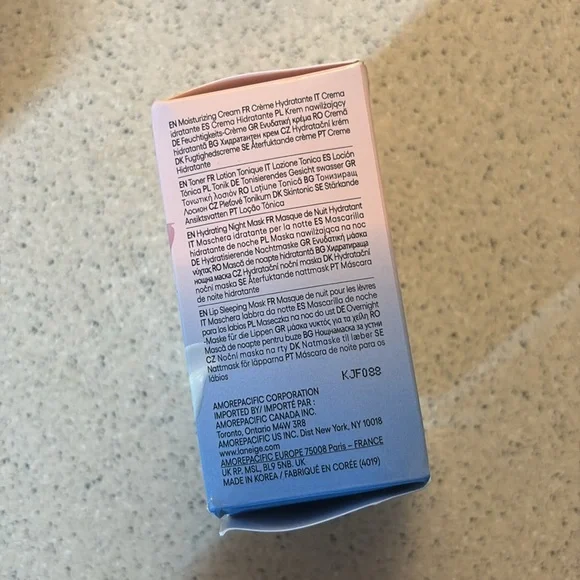 EN Moisturizing Cream FR Crème Hydratante IT Crema
idratante ES Crema Hidratante PL Krem nawilżający
DE Feuchtigkeits-Crème GR Ενυδατική κρέμα RO Cremă
hidratantă BG Хидратантен крем CZ Hydratační krém
DK Fugtighedscreme SE Återfuktande crème PT Creme
Hidratante
EN Toner FR Lotion Tonique IT Lozione Tonica ES Loción
Tónica PL Tonik DE Tonisierendes Gesicht swasser GR
Τονωτική λοσιόν RO Loțiune Tonică BG Тонизиращ
Лосион CZ Pleťové Tonikum DK Skintonic SE Stärkande
Ansiktsvatten PT Loção Tónica
EN Hydrating Night Mask FR Masque de Nuit Hydratant
IT Maschera idratante per la notte ES Mascarilla
hidratante de noche PL Maska nawilżająca na noc
DE Hydratisierende Nachtmaske GR Ενυδατική μάσκα
νύχτας RO Mască de noapte hidratantă BG Хидратираща
нощна маска CZ Hydratační noční maska DK Hydratační
noční maska SE Återfuktande nattmask PT Máscara
de noite hidratante
EN Lip Sleeping Mask FR Masque de nuit pour les lèvres
IT Maschera labbra da notte ES Mascarilla de noche
para los labios PL Maseczka na noc do ust DE Overnight
-Maske für die Lippen GR μάσκα νυκτός για τα χείλη RO
Mască de noapte pentru buze BG Нощнамаска за устни
CZ Noční maska na rty DK Natmaske til læber SE
Nattmask för läpparna PT Máscara de noite para os
lábios
KJF088
AMOREPACIFIC CORPORATION
IMPORTED BY/ IMPORTÉ PAR :
AMOREPACIFIC CANADA INC.
Toronto, Ontario M4W 3R8
AMOREPACIFIC US INC. Dist New York, NY 10018
www.laneige.com
AMOREPACIFIC EUROPE 75008 Paris – FRANCE
UK RP. MSL, BL9 5NB. UK
MADE IN KOREA / FABRIQUÉ EN CORÉE (4019)